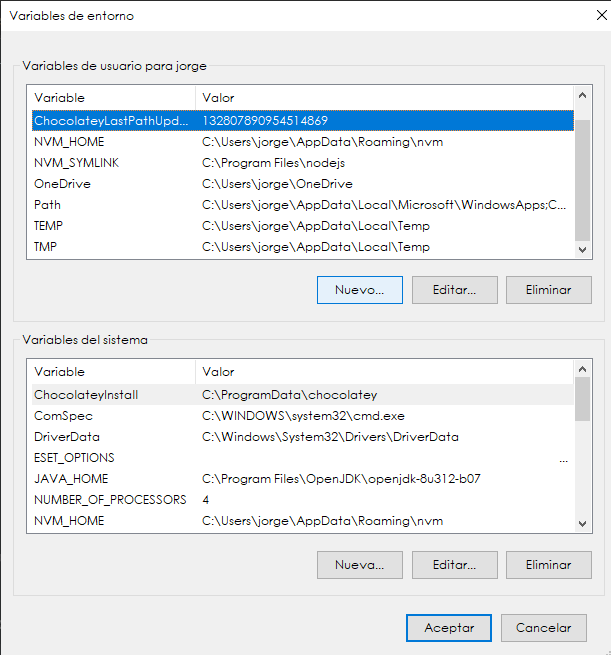 Variables de entorno
Variables de usuario para jorge
Variable Valor
ChocolateyLastPathUpd... 132807890954514869
NVM_HOME C:\Users\jorge\AppData\Roaming\nvm
NVM_SYMLINK C:\Program Files\nodejs
OneDrive C:\Users\jorge\OneDrive
Path C:\Users\jorge\AppData\Local\Microsoft\WindowsApps;C...
TEMP C:\Users\jorge\AppData\Local\Temp
TMP C:\Users\jorge\AppData\Local\Temp
Nuevo... Editar... Eliminar
Variables del sistema
Variable Valor
ChocolateyInstall C:\ProgramData\chocolatey
ComSpec C:\WINDOWS\system32\cmd.exe
DriverData C:\Windows\System32\Drivers\DriverData
ESET_OPTIONS ...
JAVA_HOME C:\Program Files\OpenJDK\openjdk-8u312-b07
NUMBER_OF_PROCESSORS 4
NVM_HOME C:\Users\jorge\AppData\Roaming\nvm
Nueva... Editar... Eliminar
Aceptar Cancelar